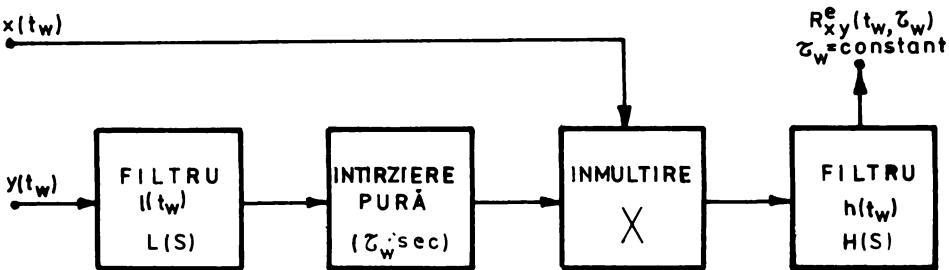 x(t_w)
R^e_xy(t_w, τ_w)
τ_w=constant
y(t_w)
FILTRU
l(t_w)
L(S)
INTIRZIERE
PURĂ
(τ_w sec)
INMULTIRE
X
FILTRU
h(t_w)
H(S)